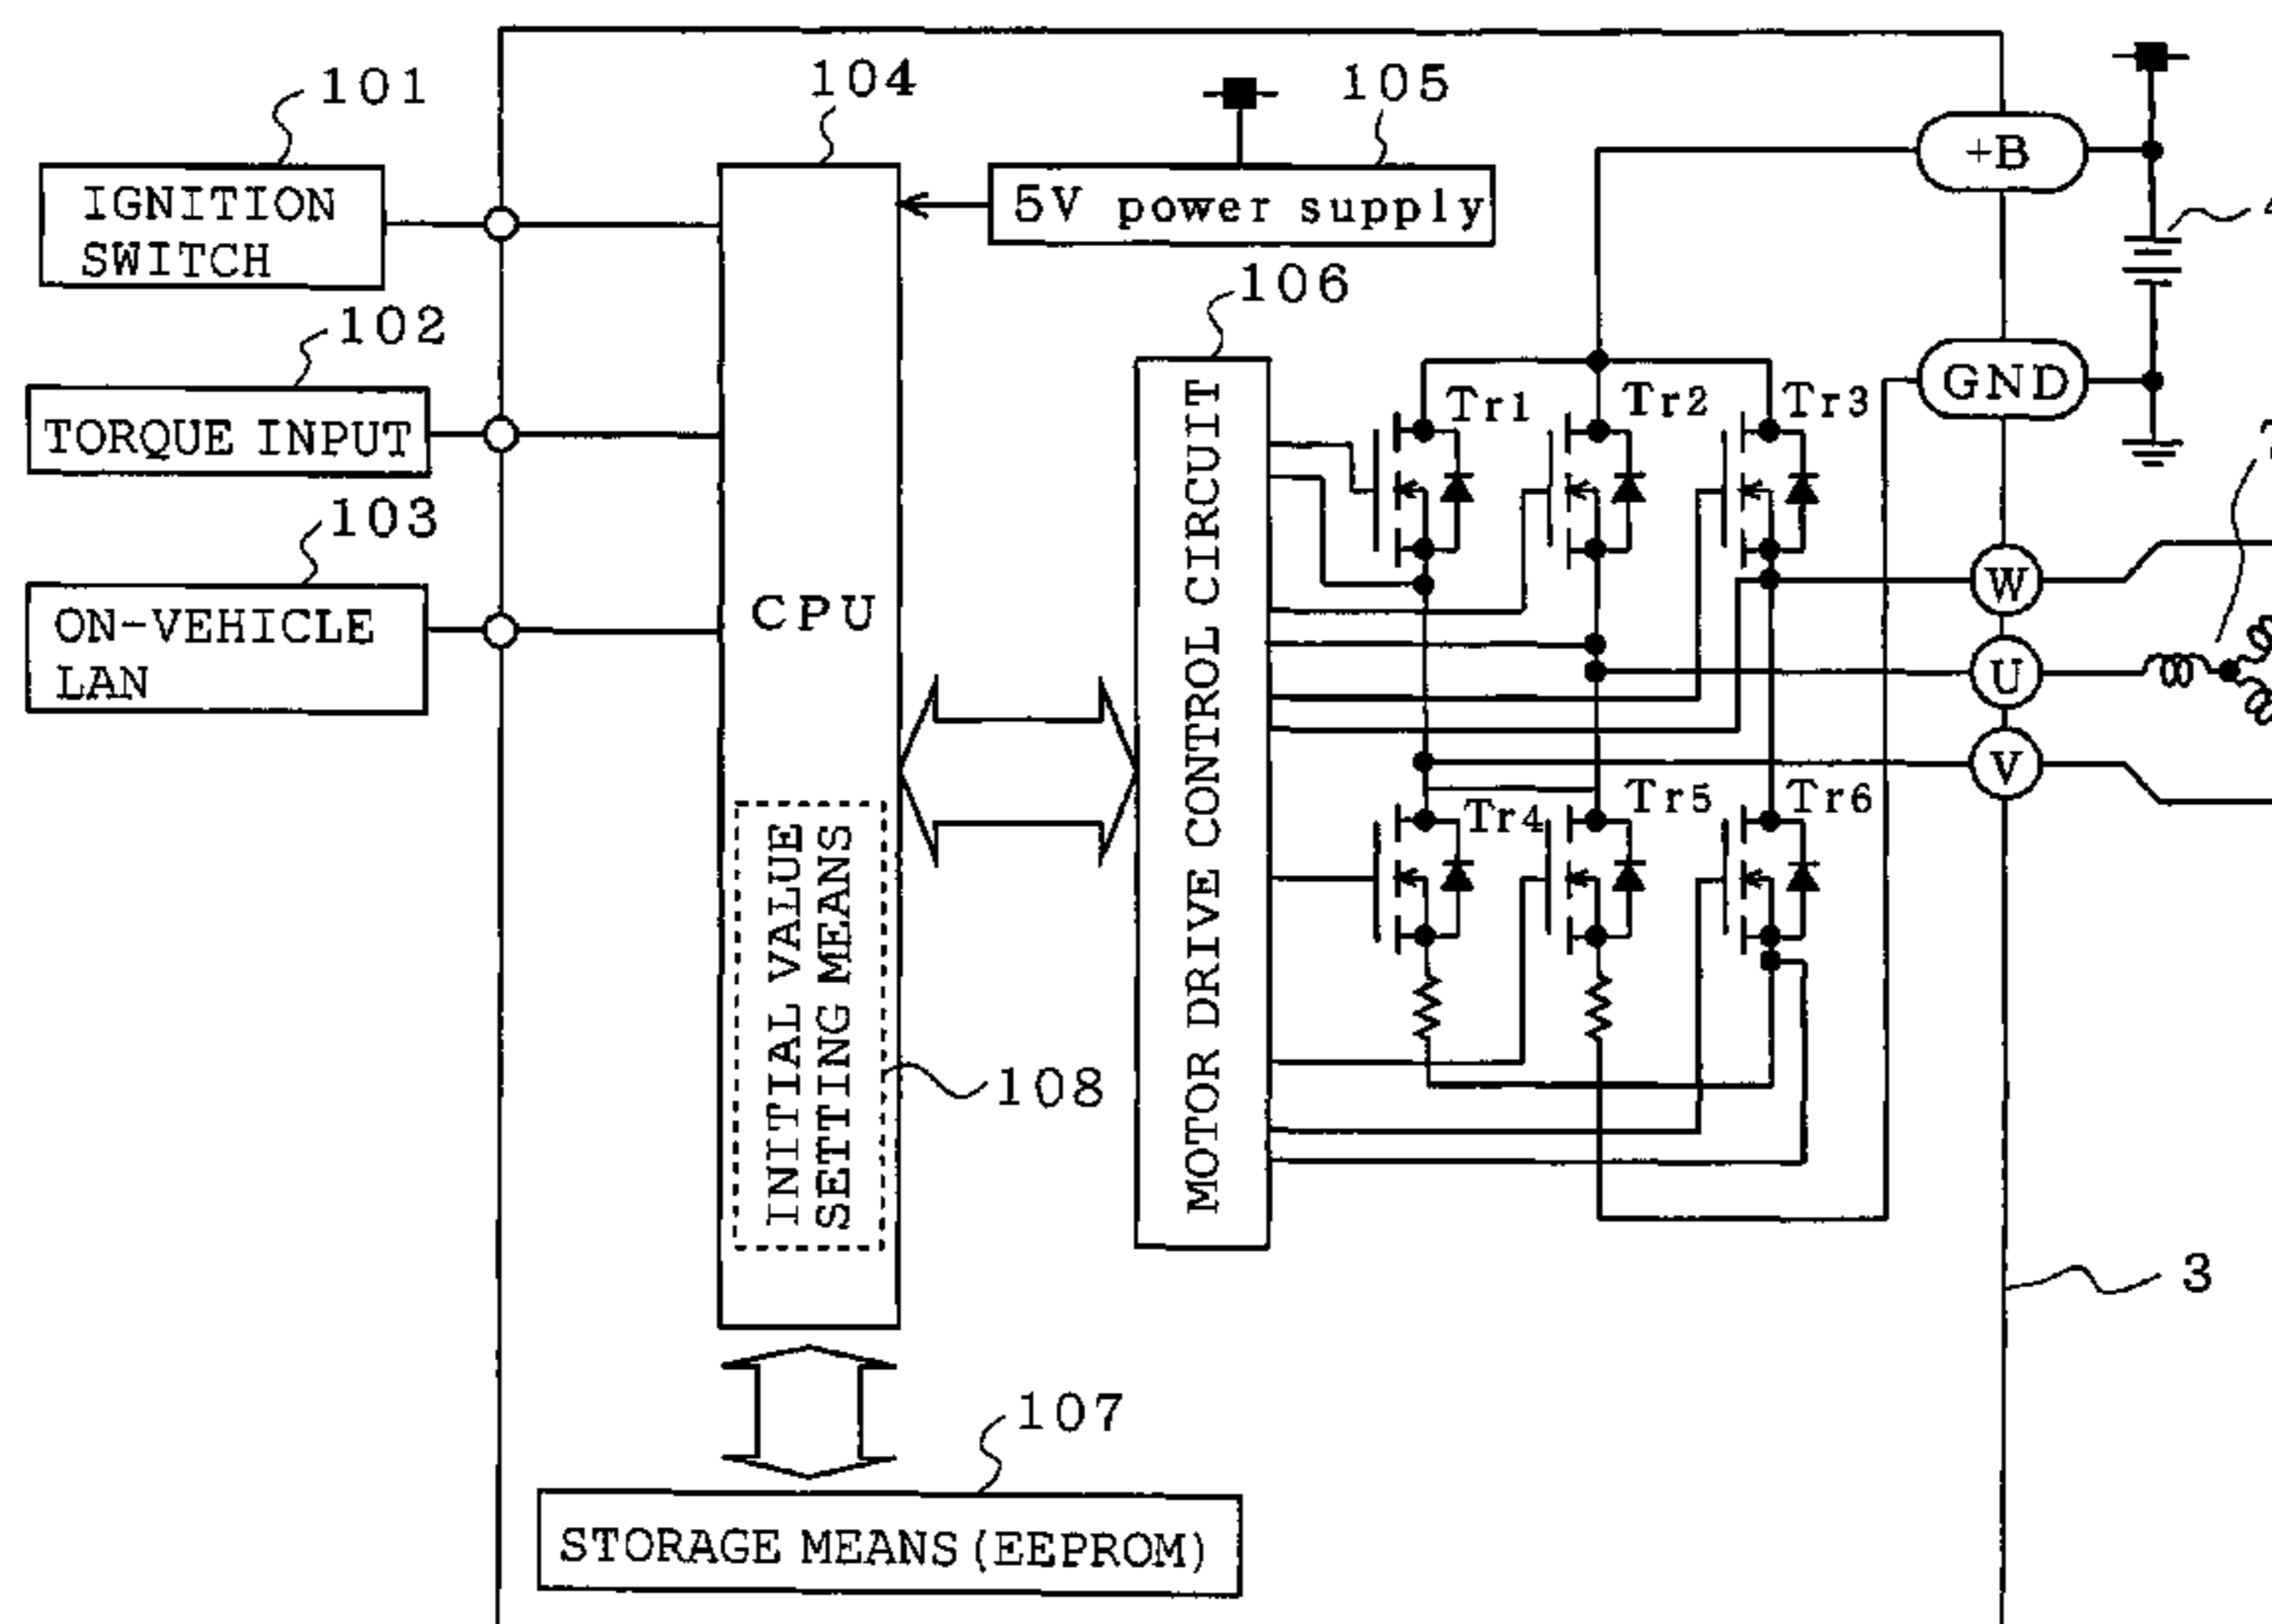 101
104
105
IGNITION
SWITCH
5V power supply
+B
102
106
TORQUE INPUT
GND
Tr1
Tr2
Tr3
103
ON-VEHICLE
LAN
CPU
MOTOR DRIVE CONTROL CIRCUIT
W
U
V
Tr4
Tr5
Tr6
INITIAL VALUE
SETTING MEANS
108
3
107
STORAGE MEANS (EEPROM)